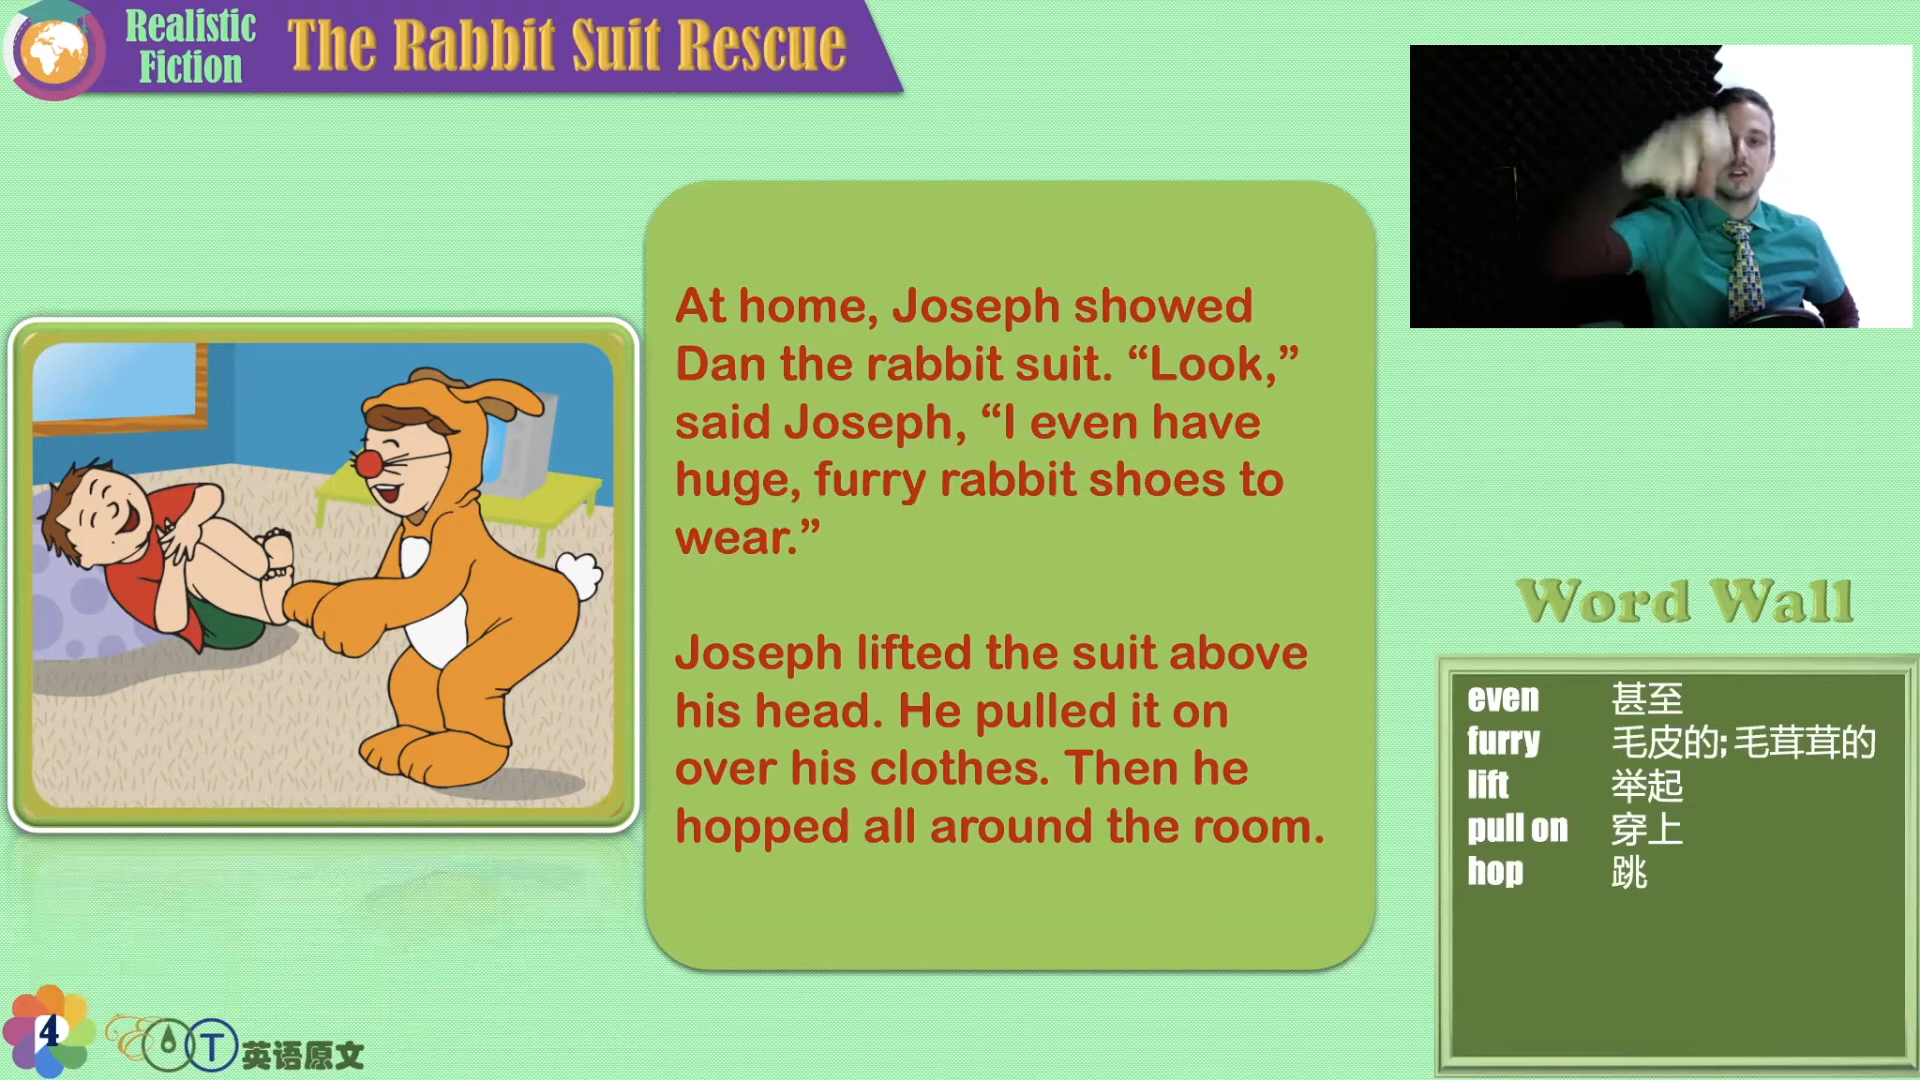 Realistic
Fiction
The Rabbit Suit Rescue
At home, Joseph showed
Dan the rabbit suit. “Look,”
said Joseph, “I even have
huge, furry rabbit shoes to
wear.”
Joseph lifted the suit above
his head. He pulled it on
over his clothes. Then he
hopped all around the room.
Word Wall
even 甚至
furry 毛皮的; 毛茸茸的
lift 举起
pull on 穿上
hop 跳
4
E T 英语原文